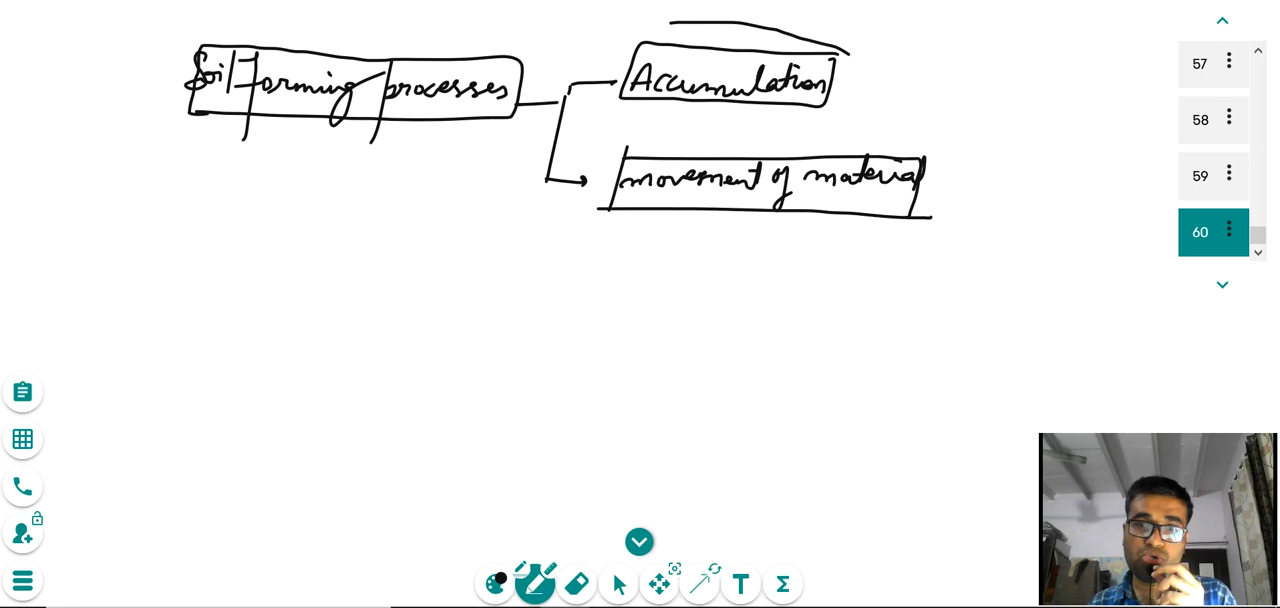 Soil forming processes
Accumulation
movement of material
57
58
59
60
T
Σ